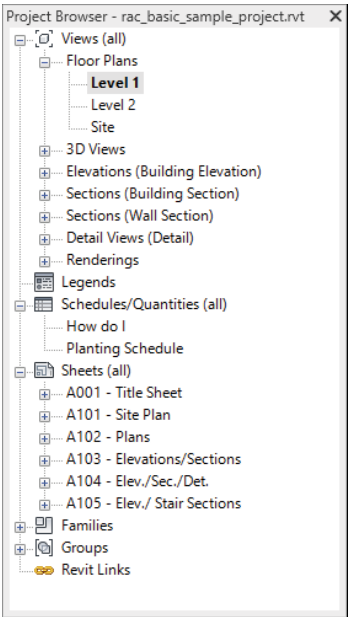 Project Browser - rac_basic_sample_project.rvt
Views (all)
Floor Plans
Level 1
Level 2
Site
3D Views
Elevations (Building Elevation)
Sections (Building Section)
Sections (Wall Section)
Detail Views (Detail)
Renderings
Legends
Schedules/Quantities (all)
How do I
Planting Schedule
Sheets (all)
A001 - Title Sheet
A101 - Site Plan
A102 - Plans
A103 - Elevations/Sections
A104 - Elev./Sec./Det.
A105 - Elev./ Stair Sections
Families
Groups
Revit Links